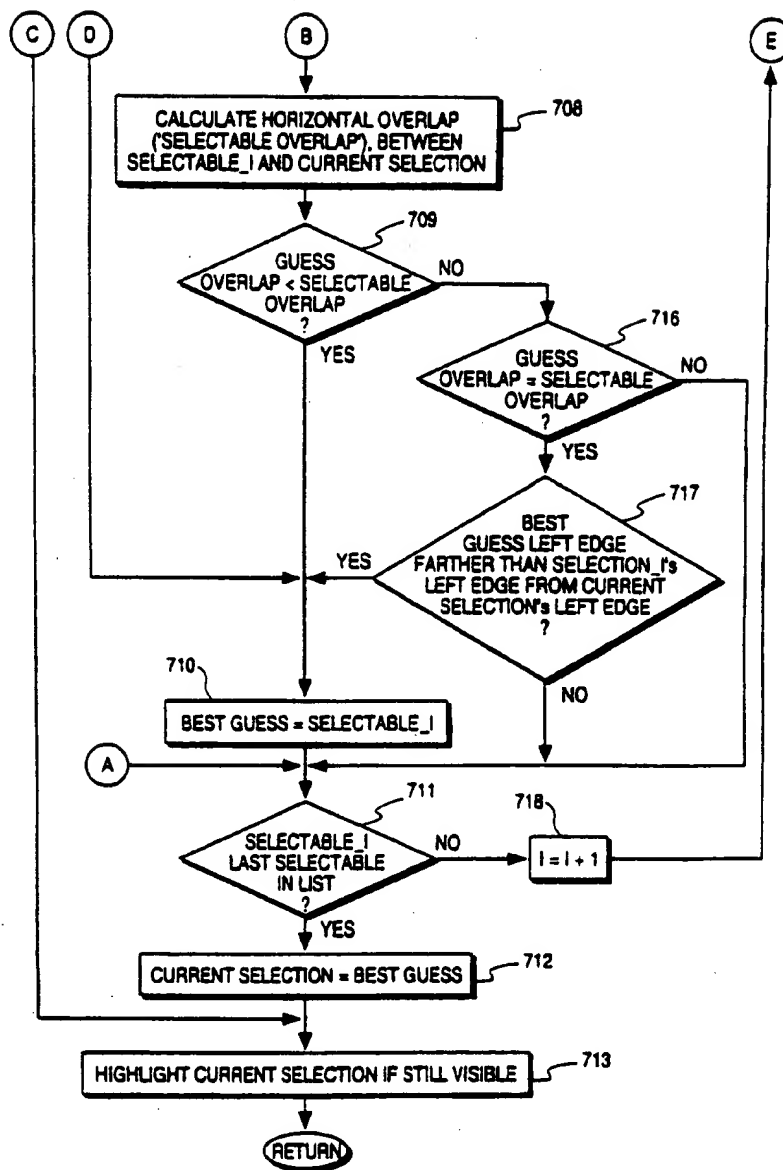 C
D
B
E
708
CALCULATE HORIZONTAL OVERLAP
("SELECTABLE OVERLAP"), BETWEEN
SELECTABLE_I AND CURRENT SELECTION
709
GUESS
OVERLAP < SELECTABLE
OVERLAP
?
NO
YES
716
GUESS
OVERLAP = SELECTABLE
OVERLAP
?
NO
YES
717
BEST
GUESS LEFT EDGE
FARTHER THAN SELECTION_I's
LEFT EDGE FROM CURRENT
SELECTION's LEFT EDGE
?
YES
NO
710
BEST GUESS = SELECTABLE_I
A
711
SELECTABLE_I
LAST SELECTABLE
IN LIST
?
NO
YES
718
I = I + 1
CURRENT SELECTION = BEST GUESS
712
HIGHLIGHT CURRENT SELECTION IF STILL VISIBLE
713
RETURN